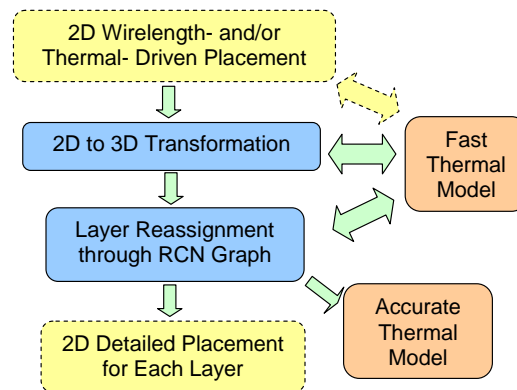 2D Wirelength- and/or
Thermal- Driven Placement
2D to 3D Transformation
Fast
Thermal
Model
Layer Reassignment
through RCN Graph
Accurate
Thermal
Model
2D Detailed Placement
for Each Layer